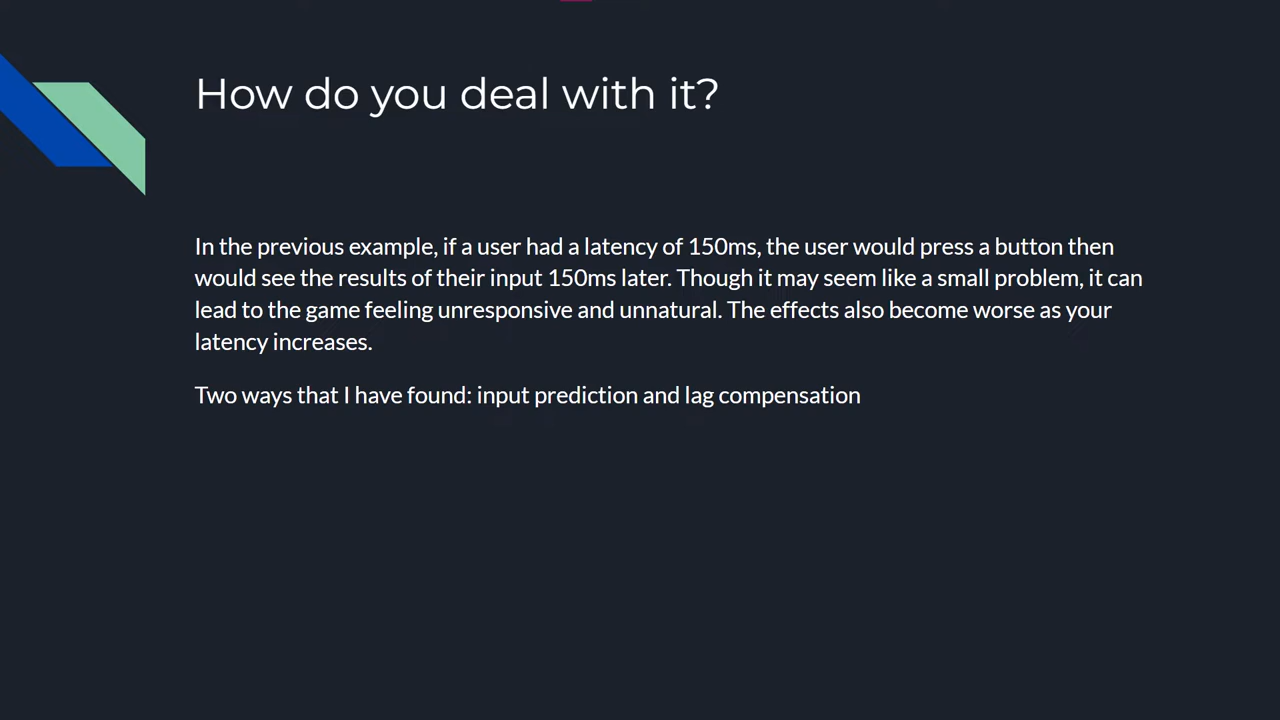 How do you deal with it?
In the previous example, if a user had a latency of 150ms, the user would press a button then
would see the results of their input 150ms later. Though it may seem like a small problem, it can
lead to the game feeling unresponsive and unnatural. The effects also become worse as your
latency increases.
Two ways that I have found: input prediction and lag compensation